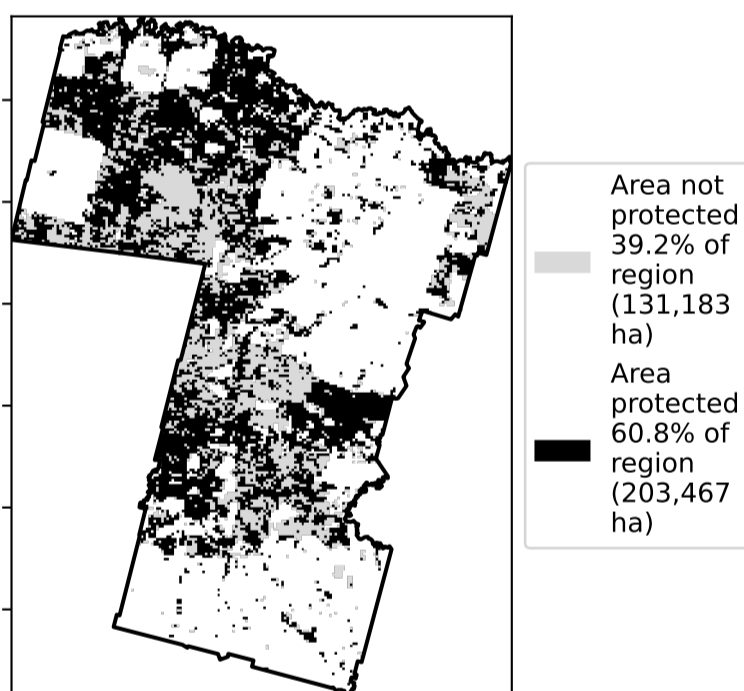 Area not
protected
39.2% of
region
(131,183
ha)
Area
protected
60.8% of
region
(203,467
ha)